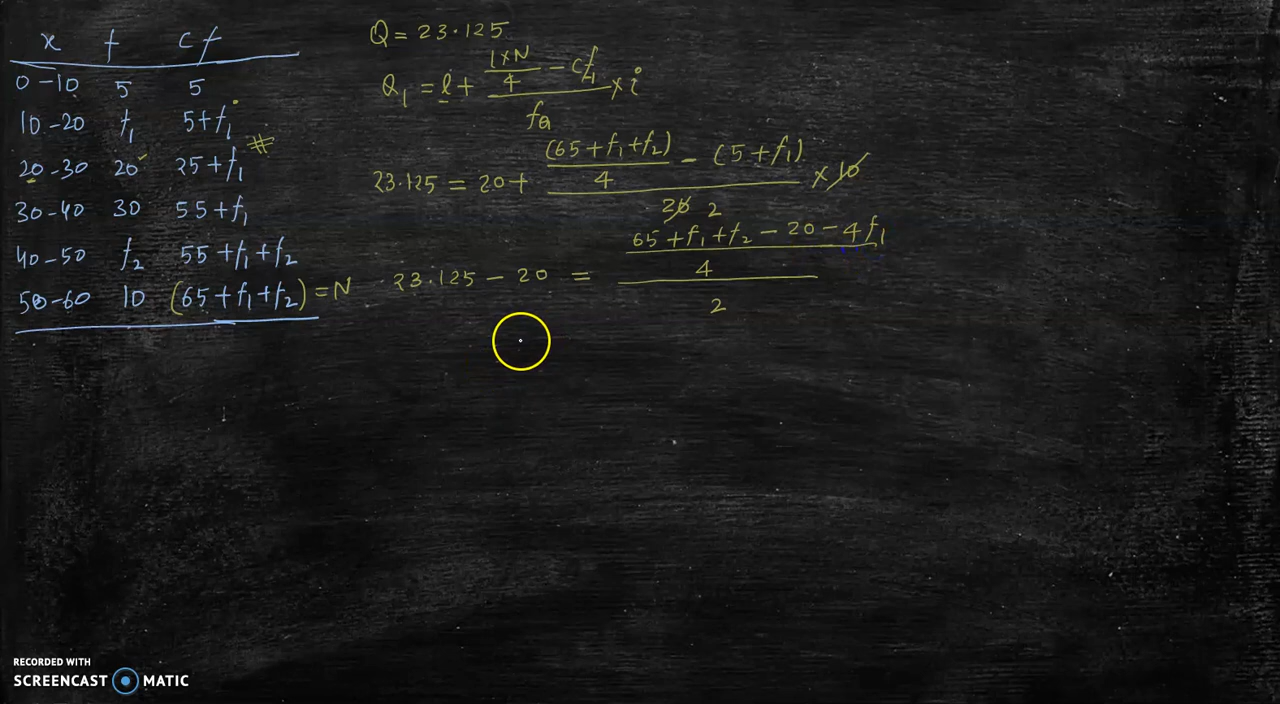 x f cf
0-10 5 5
10-20 f₁ 5+f₁
20-30 20 25+f₁ #
30-40 30 55+f₁
40-50 f₂ 55+f₁+f₂
50-60 10 (65+f₁+f₂) = N
Q = 23.125
Q₁ = l + ((1×N)/4 - cf₋₁)/fQ × i
23.125 = 20 + ((65+f₁+f₂)/4 - (5+f₁))/20 2 × 10
23.125 - 20 = ((65+f₁+f₂-20-4f₁)/4)/2
RECORDED WITH
SCREENCAST MATIC